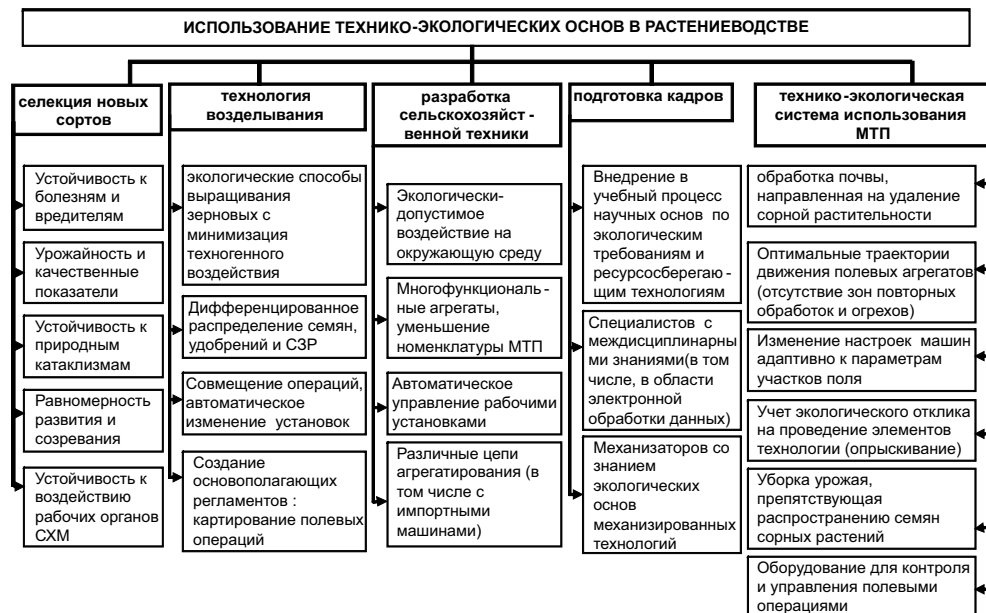 ИСПОЛЬЗОВАНИЕ ТЕХНИКО-ЭКОЛОГИЧЕСКИХ ОСНОВ В РАСТЕНИЕВОДСТВЕ
селекция новых
сортов
Устойчивость к
болезням и
вредителям
Урожайность и
качественные
показатели
Устойчивость к
природным
катаклизмам
Равномерность
развития и
созревания
Устойчивость к
воздействию
рабочих органов
СХМ
технология
возделывания
экологические способы
выращивания
зерновых с
минимизация
техногенного
воздействия
Дифференцированное
распределение семян,
удобрений и СЗР
Совмещение операций,
автоматическое
изменение установок
Создание
основополагающих
регламентов :
картирование полевых
операций
разработка
сельскохозяйст -
венной техники
Экологически-
допустимое
воздействие на
окружающую среду
Многофункциональ -
ные агрегаты,
уменьшение
номенклатуры МТП
Автоматическое
управление рабочими
установками
Различные цепи
агрегатирования (в
том числе с
импортными
машинами)
подготовка кадров
Внедрение в
учебный процесс
научных основ по
экологическим
требованиям и
ресурсосберегаю -
щим технологиям
Специалистов с
междисциплинарны
ми знаниями(в том
числе, в области
электронной
обработки данных)
Механизаторов со
знанием
экологических
основ
механизированных
технологий
технико-экологическая
система использования
МТП
обработка почвы,
направленная на удаление
сорной растительности
Оптимальные траектории
движения полевых агрегатов
(отсутствие зон повторных
обработок и огрехов)
Изменение настроек машин
адаптивно к параметрам
участков поля
Учет экологического отклика
на проведение элементов
технологии (опрыскивание)
Уборка урожая,
препятствующая
распространению семян
сорных растений
Оборудование для контроля
и управления полевыми
операциями